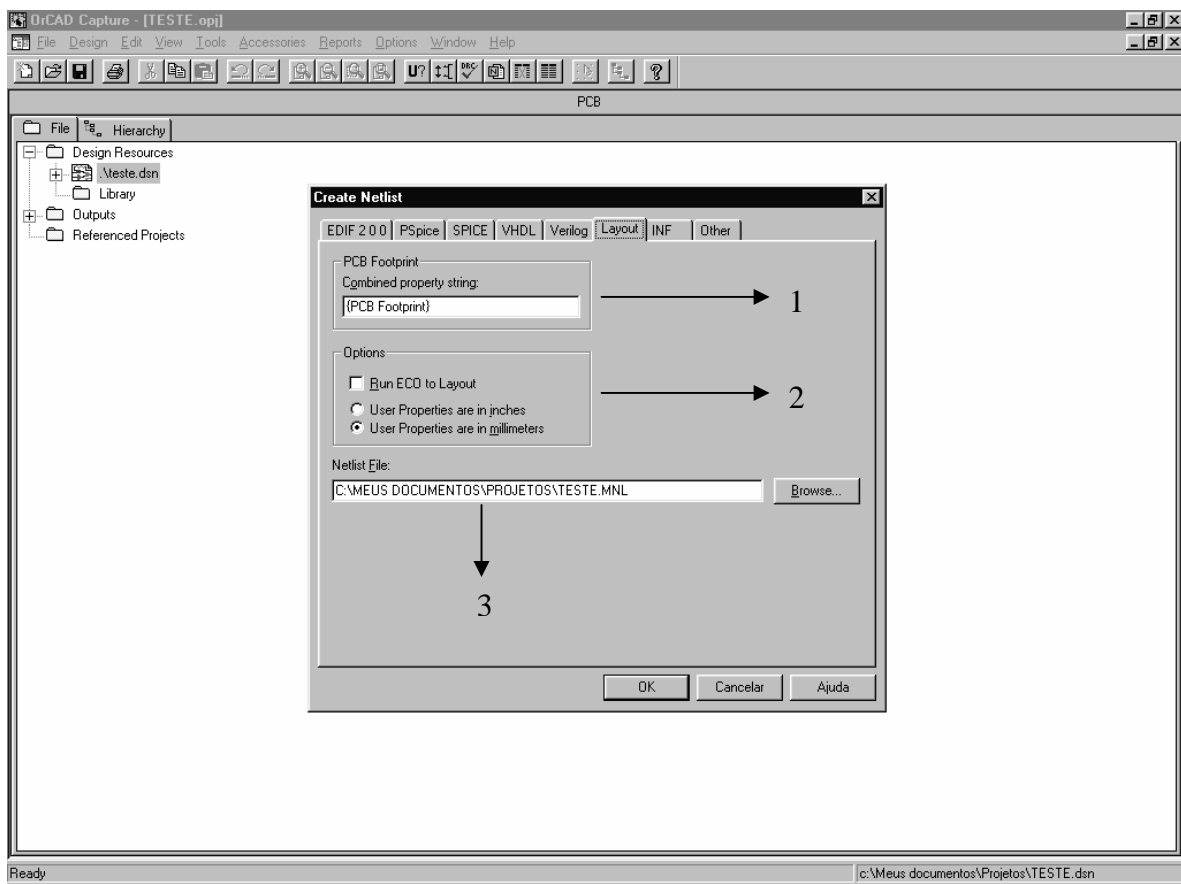 OrCAD Capture - [TESTE.opj]
File Design Edit View Tools Accessories Reports Options Window Help
U? DRC N ?
PCB
File Hierarchy
Design Resources
.\teste.dsn
Library
Outputs
Referenced Projects
Create Netlist
EDIF 2 0 0 PSpice SPICE VHDL Verilog Layout INF Other
PCB Footprint
Combined property string:
{PCB Footprint}
1
Options
Run ECO to Layout
User Properties are in inches
User Properties are in millimeters
2
Netlist File:
C:\MEUS DOCUMENTOS\PROJETOS\TESTE.MNL
Browse...
3
OK Cancelar Ajuda
Ready c:\Meus documentos\Projetos\TESTE.dsn